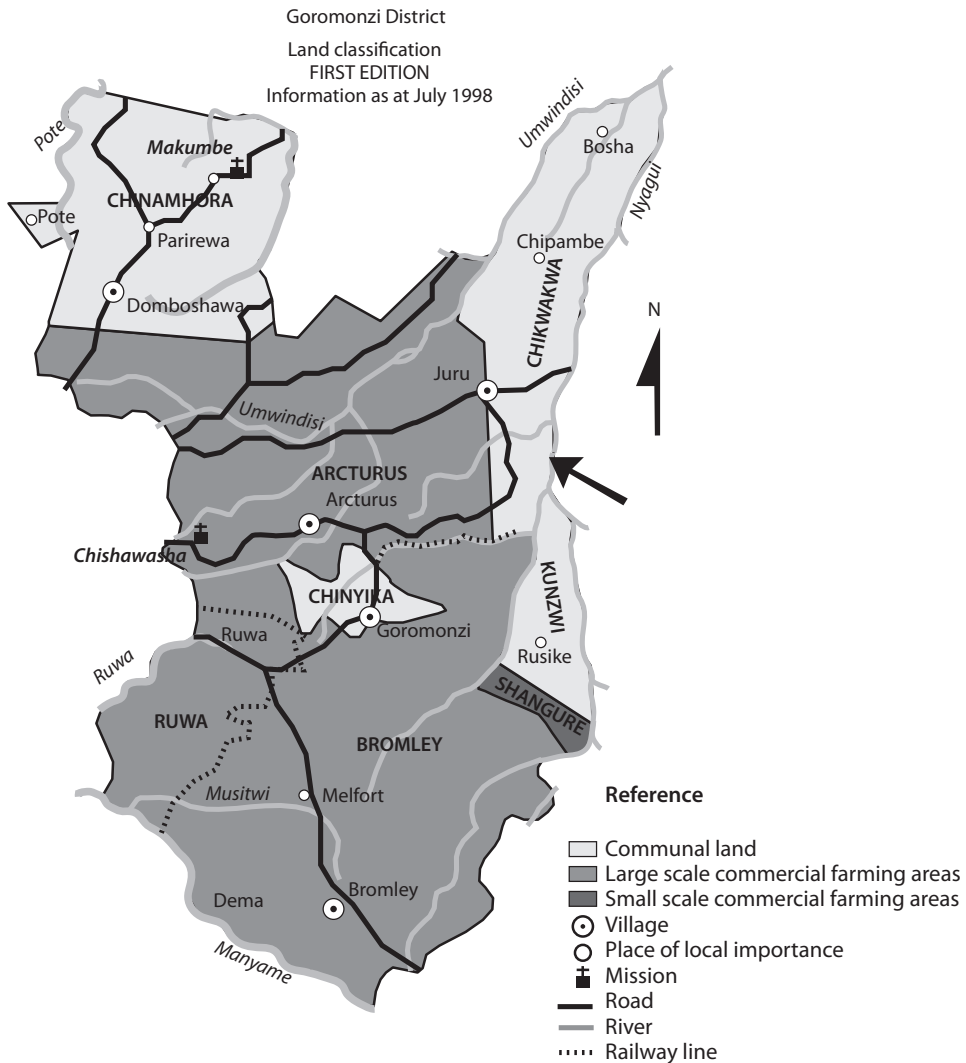 Goromonzi District
Land classification
FIRST EDITION
Information as at July 1998
Pote
Makumbe
CHINAMHORA
Pote
Parirewa
Domboshawa
Umwindisi
Bosha
Nyagui
Chipambe
CHIKWAKWA
N
Juru
Umwindisi
ARCTURUS
Arcturus
Chishawasha
CHINYIKA
Goromonzi
KUNZWI
Rusike
SHANGURE
Ruwa
Ruwa
RUWA
BROMLEY
Musitwi
Melfort
Dema
Bromley
Manyame
Reference
Communal land
Large scale commercial farming areas
Small scale commercial farming areas
Village
Place of local importance
Mission
Road
River
Railway line